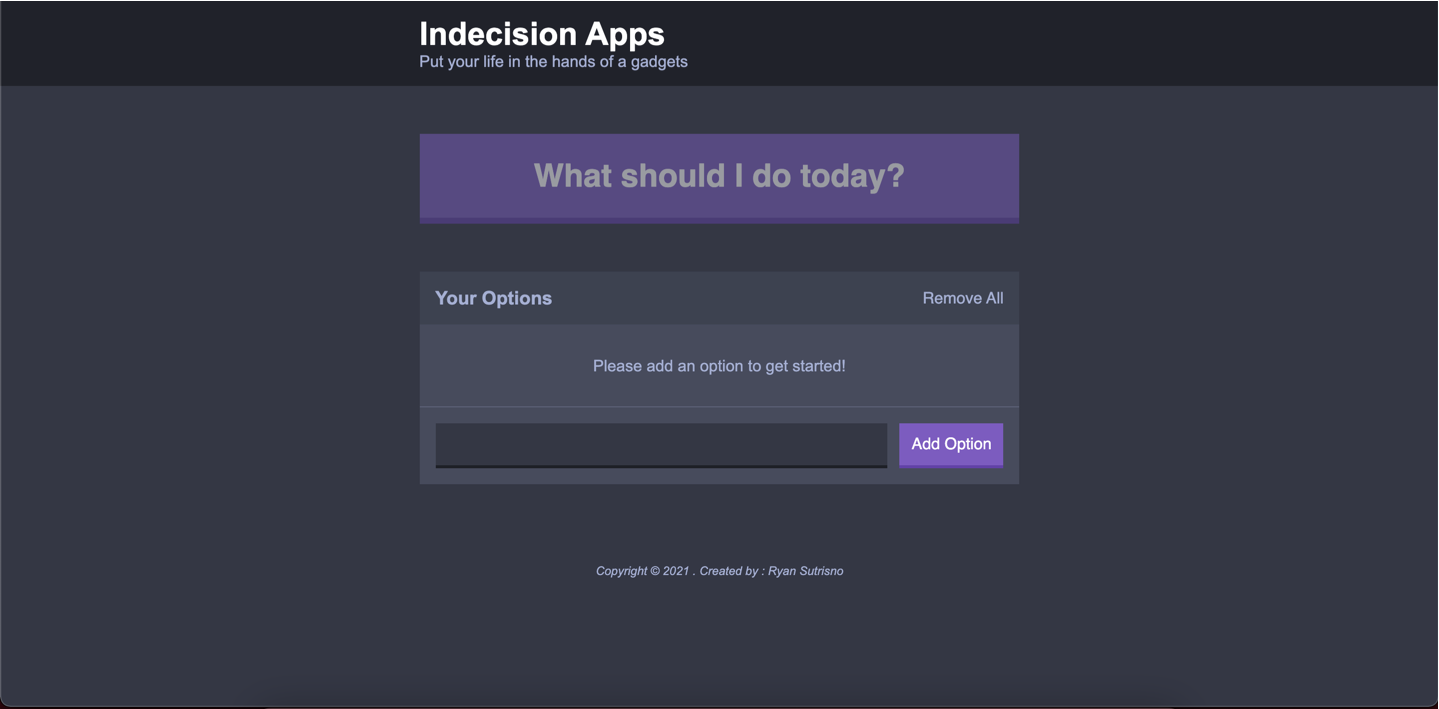 Indecision Apps
Put your life in the hands of a gadgets
What should I do today?
Your Options
Remove All
Please add an option to get started!
Add Option
Copyright © 2021 . Created by : Ryan Sutrisno